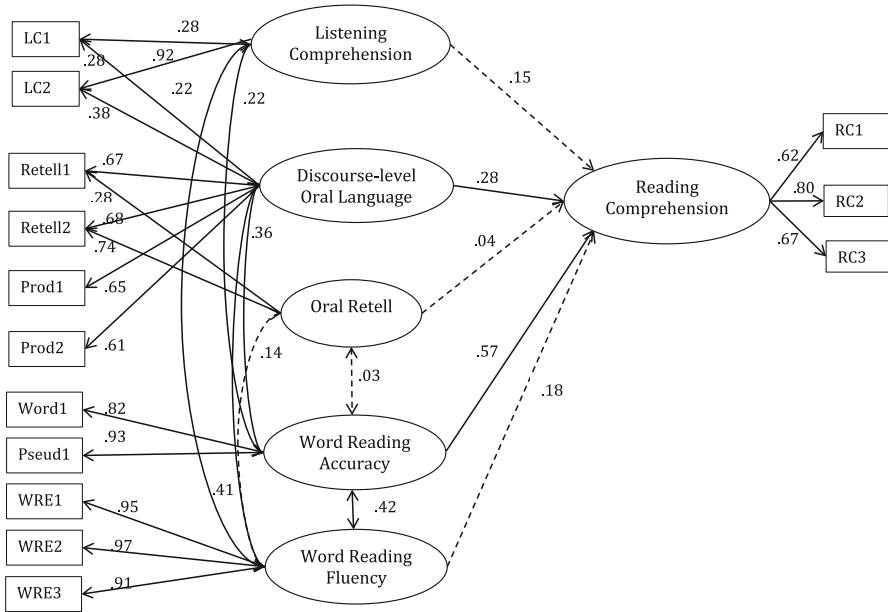 LC1
LC2
Retell1
Retell2
Prod1
Prod2
Word1
Pseud1
WRE1
WRE2
WRE3
.28
.92
.28
.22
.38
.67
.28
.68
.74
.65
.61
.82
.93
.95
.97
.91
.22
.36
.14
.41
.03
.42
Listening
Comprehension
Discourse-level
Oral Language
Oral Retell
Word Reading
Accuracy
Word Reading
Fluency
.15
.28
.04
.57
.18
Reading
Comprehension
.62
.80
.67
RC1
RC2
RC3